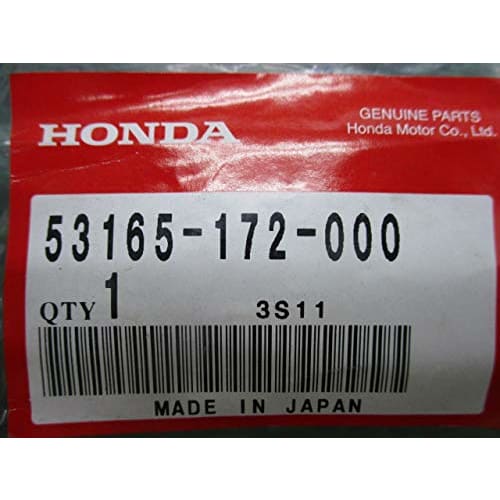 HONDA
GENUINE PARTS
Honda Motor Co., Ltd.
53165-172-000
QTY 1
3S11
MADE IN JAPAN